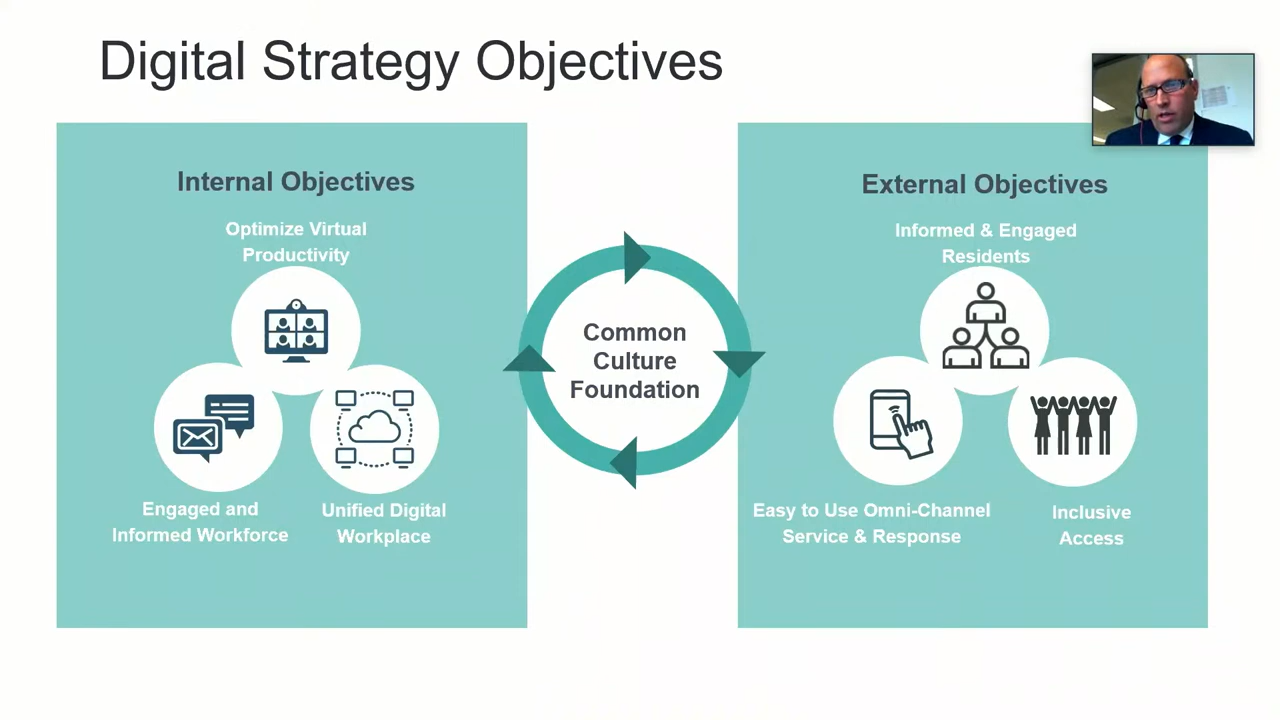 Digital Strategy Objectives
Internal Objectives
Optimize Virtual
Productivity
Engaged and
Informed Workforce
Unified Digital
Workplace
Common
Culture
Foundation
External Objectives
Informed & Engaged
Residents
Easy to Use Omni-Channel
Service & Response
Inclusive
Access